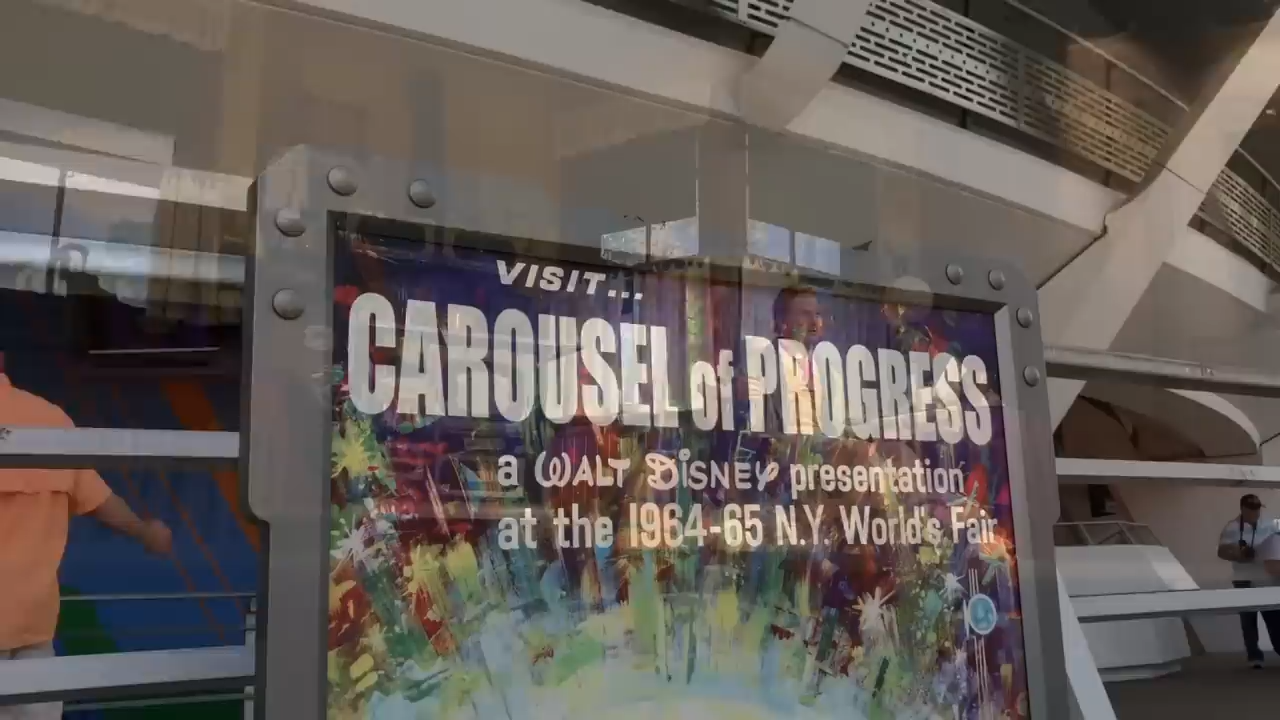 VISIT...
CAROUSEL of PROGRESS
a WALT DISNEY presentation
at the 1964-65 N.Y. World's Fair